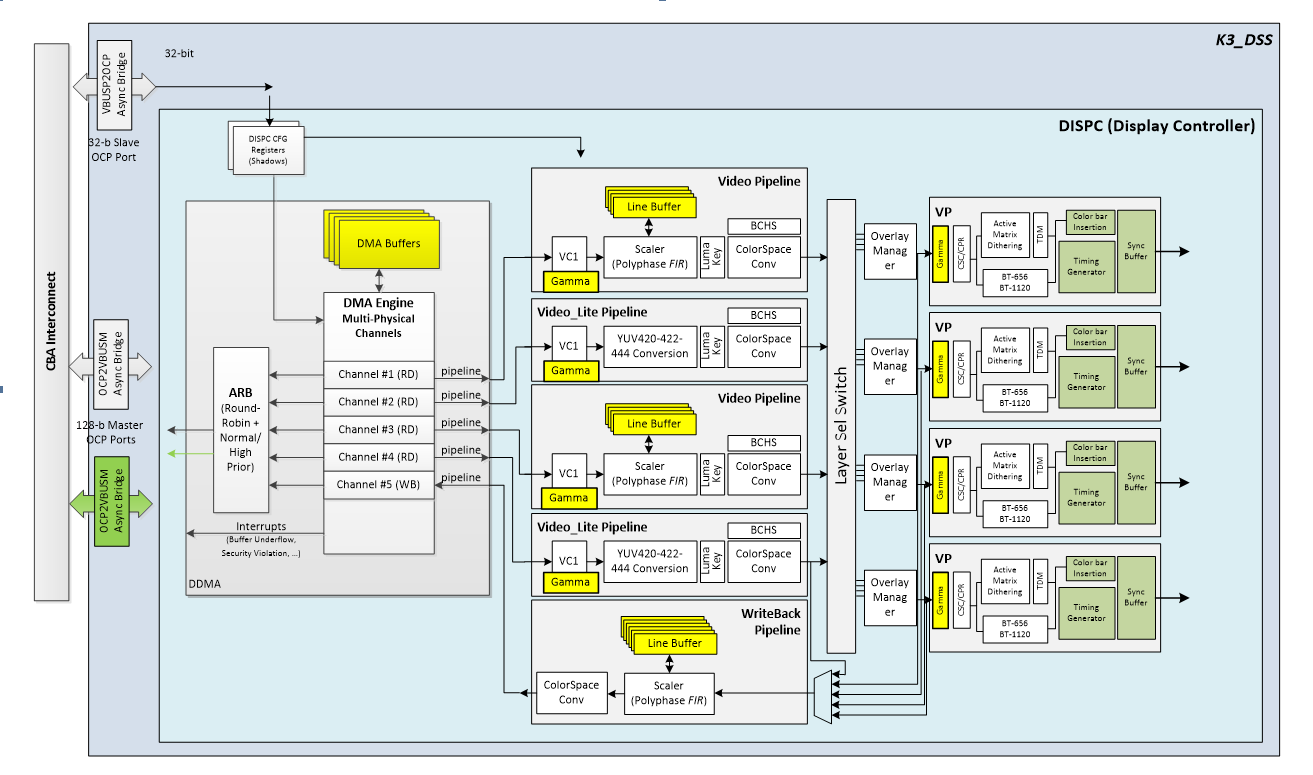 K3_DSS
32-bit
VBUSP2OCP
Async Bridge
32-b Slave
OCP Port
CBA Interconnect
OCP2VBUSM
Async Bridge
128-b Master
OCP Ports
OCP2VBUSM
Async Bridge
DISPC (Display Controller)
DISPC CFG
Registers
(Shadows)
DMA Buffers
DMA Engine
Multi-Physical
Channels
ARB
(Round-
Robin +
Normal/
High
Prior)
Channel #1 (RD)
pipeline
Channel #2 (RD)
pipeline
Channel #3 (RD)
pipeline
Channel #4 (RD)
pipeline
Channel #5 (WB)
pipeline
Interrupts
(Buffer Underflow,
Security Violation, ...)
DDMA
Video Pipeline
Line Buffer
BCHS
VC1
Gamma
Scaler
(Polyphase FIR)
Luma
Key
ColorSpace
Conv
Video_Lite Pipeline
BCHS
VC1
Gamma
YUV420-422-
444 Conversion
Luma
Key
ColorSpace
Conv
Video Pipeline
Line Buffer
BCHS
VC1
Gamma
Scaler
(Polyphase FIR)
Luma
Key
ColorSpace
Conv
Video_Lite Pipeline
BCHS
VC1
Gamma
YUV420-422-
444 Conversion
Luma
Key
ColorSpace
Conv
WriteBack
Pipeline
Line Buffer
ColorSpace
Conv
Scaler
(Polyphase FIR)
Layer Sel Switch
Overlay
Manag
er
Overlay
Manag
er
Overlay
Manag
er
Overlay
Manag
er
VP
Gamma
CSC/CPR
Active
Matrix
Dithering
TDM
BT-656
BT-1120
Color bar
Insertion
Timing
Generator
Sync
Buffer
VP
Gamma
CSC/CPR
Active
Matrix
Dithering
TDM
BT-656
BT-1120
Color bar
Insertion
Timing
Generator
Sync
Buffer
VP
Gamma
CSC/CPR
Active
Matrix
Dithering
TDM
BT-656
BT-1120
Color bar
Insertion
Timing
Generator
Sync
Buffer
VP
Gamma
CSC/CPR
Active
Matrix
Dithering
TDM
BT-656
BT-1120
Color bar
Insertion
Timing
Generator
Sync
Buffer